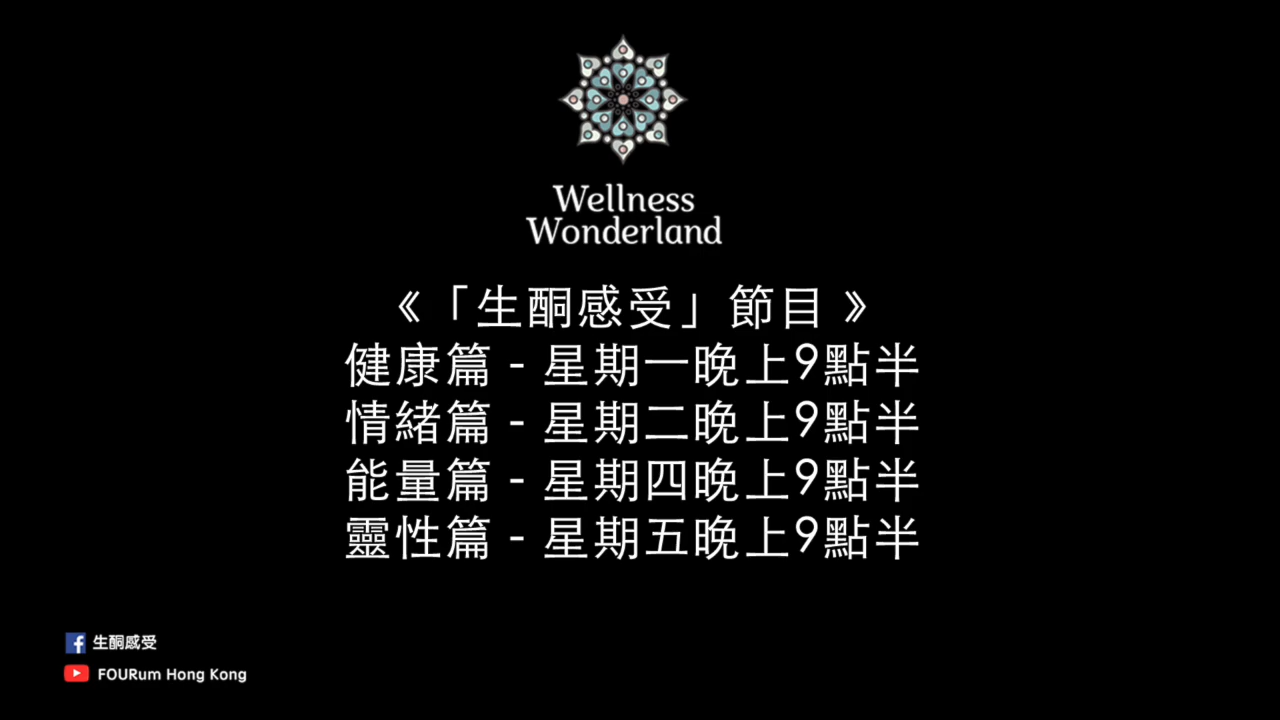 Wellness
Wonderland
《「生酮感受」節目 》
健康篇 - 星期一晚上9點半
情緒篇 - 星期二晚上9點半
能量篇 - 星期四晚上9點半
靈性篇 - 星期五晚上9點半
生酮感受
FOURum Hong Kong